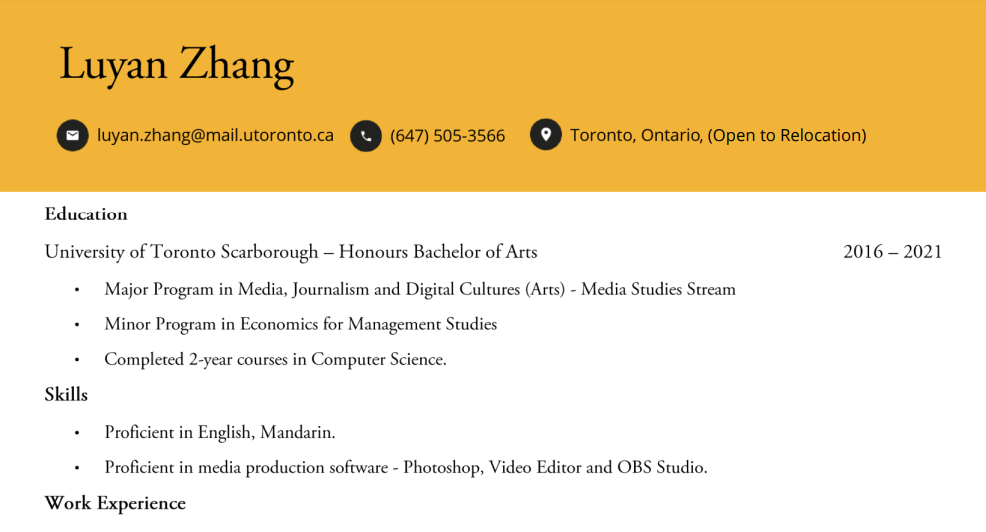 Luyan Zhang
luyan.zhang@mail.utoronto.ca (647) 505-3566 Toronto, Ontario, (Open to Relocation)
Education
University of Toronto Scarborough – Honours Bachelor of Arts 2016 – 2021
• Major Program in Media, Journalism and Digital Cultures (Arts) - Media Studies Stream
• Minor Program in Economics for Management Studies
• Completed 2-year courses in Computer Science.
Skills
• Proficient in English, Mandarin.
• Proficient in media production software - Photoshop, Video Editor and OBS Studio.
Work Experience